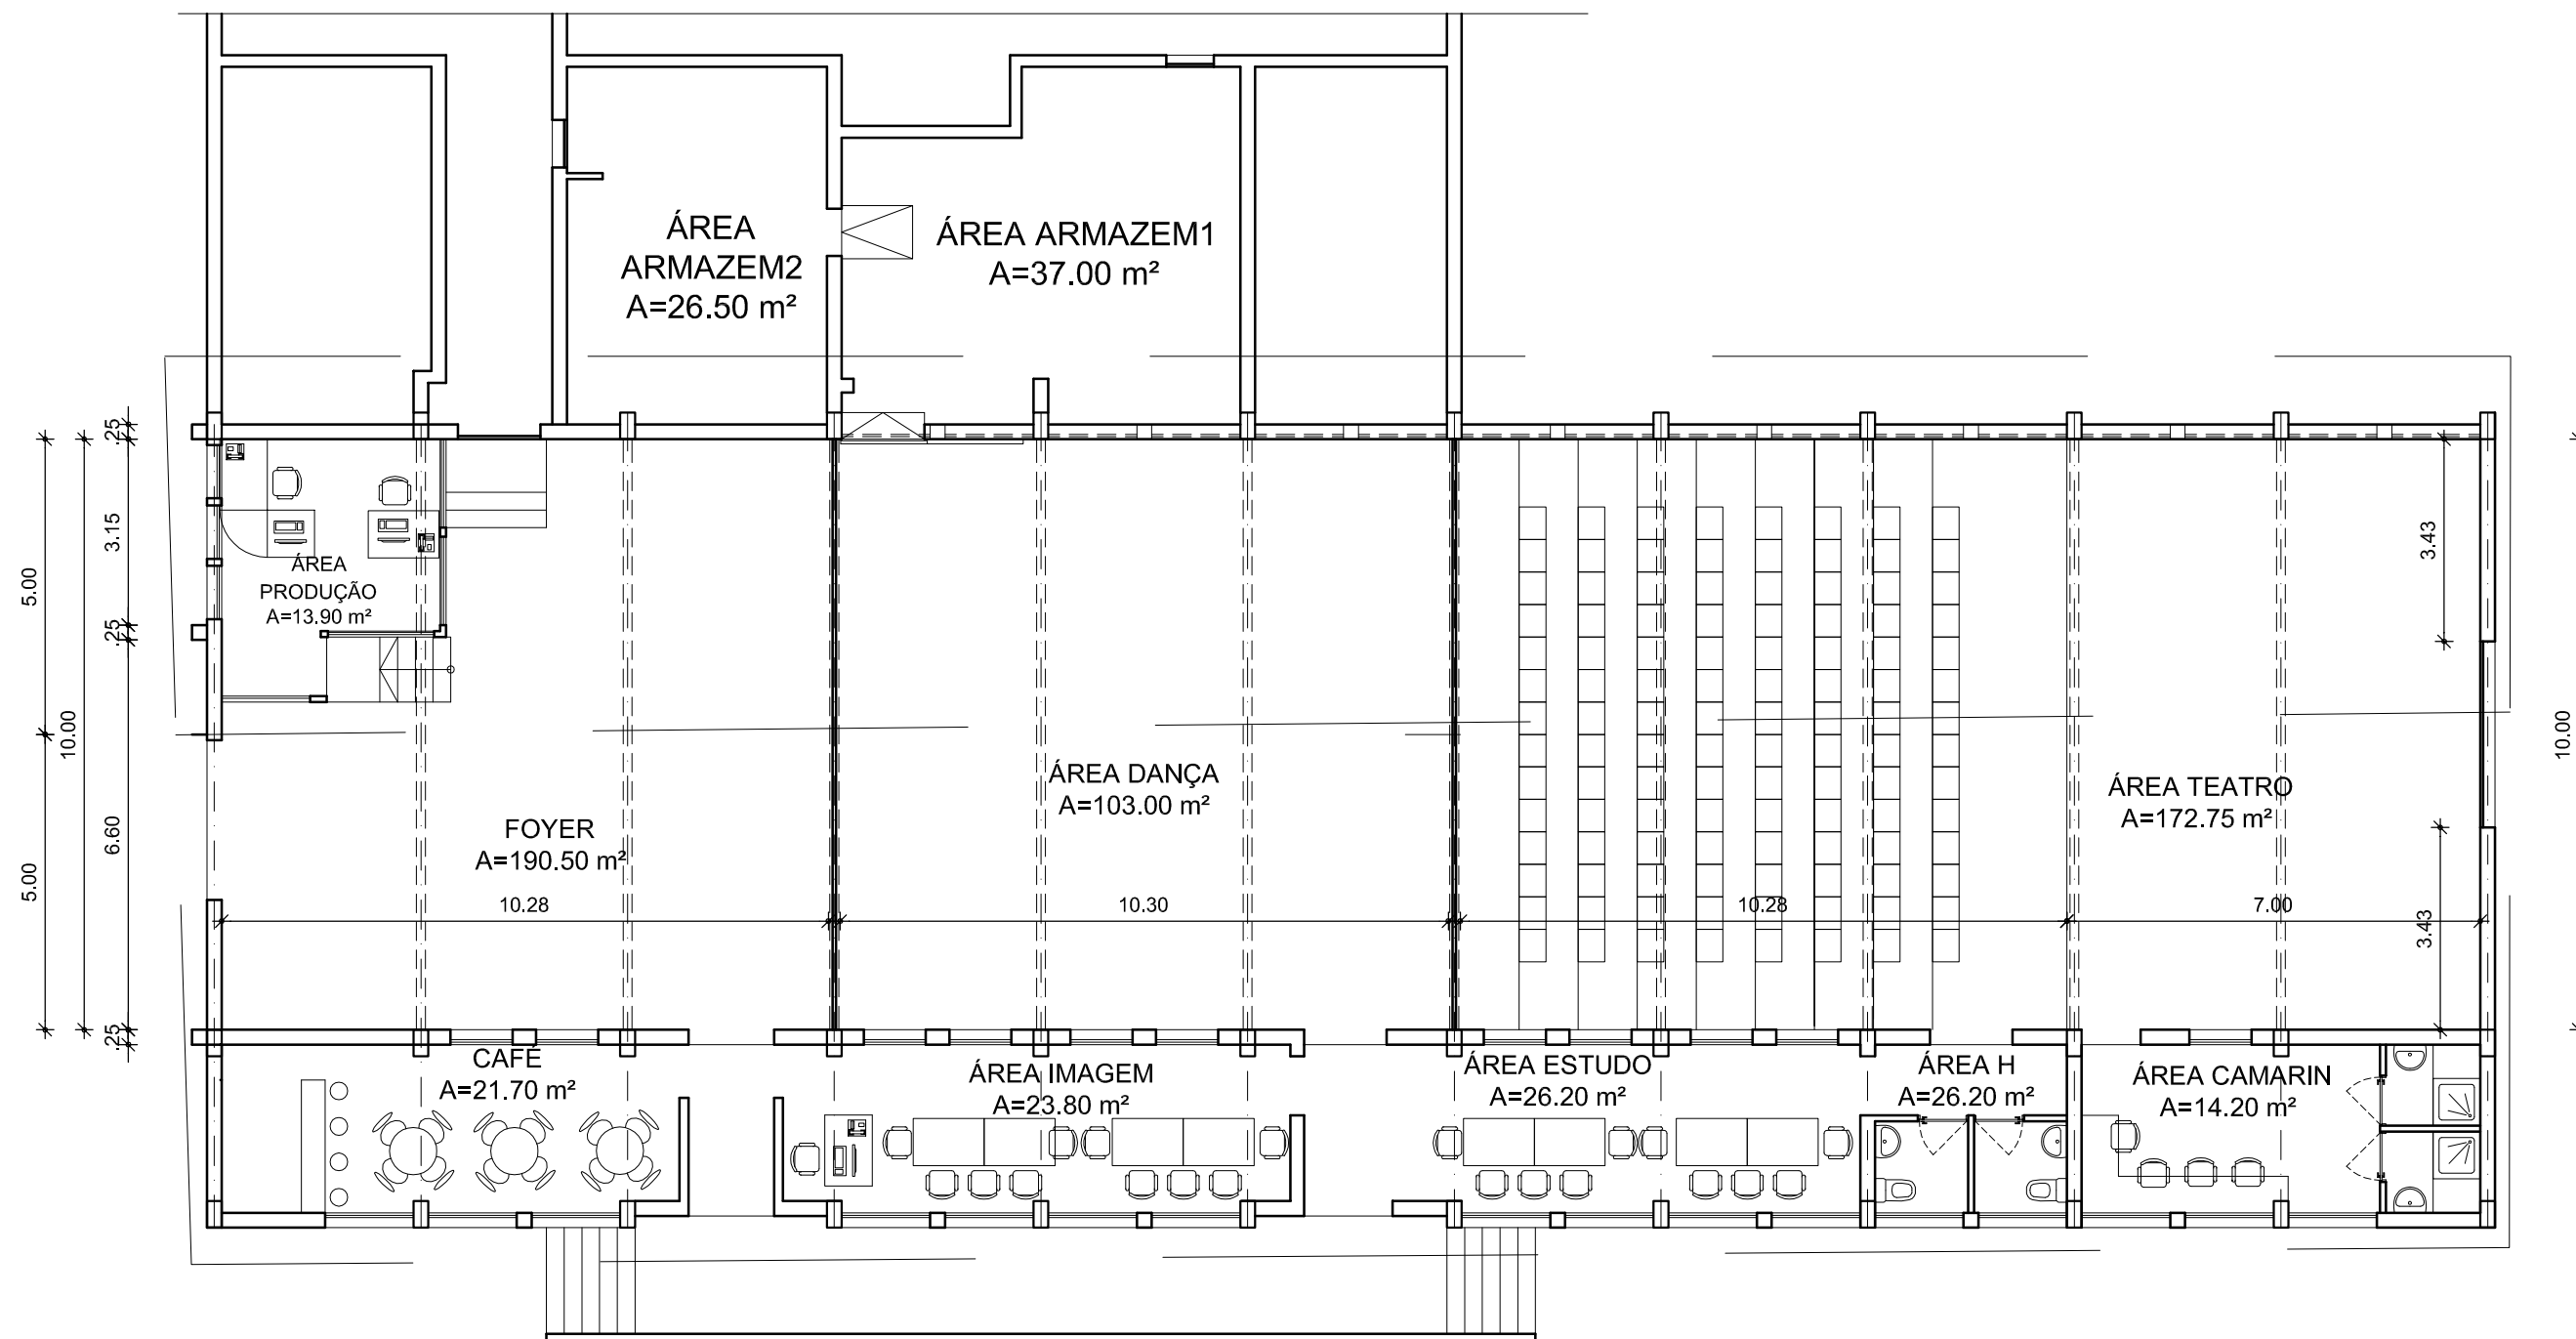 ÁREA
ARMAZEM2
A=26.50 m²
ÁREA ARMAZEM1
A=37.00 m²
.25
3.15
.25
5.00
10.00
6.60
5.00
.25
ÁREA
PRODUÇÃO
A=13.90 m²
3.43
10.00
ÁREA DANÇA
A=103.00 m²
ÁREA TEATRO
A=172.75 m²
FOYER
A=190.50 m²
10.28
10.30
10.28
7.00
3.43
CAFÉ
A=21.70 m²
ÁREA IMAGEM
A=23.80 m²
ÁREA ESTUDO
A=26.20 m²
ÁREA H
A=26.20 m²
ÁREA CAMARIN
A=14.20 m²